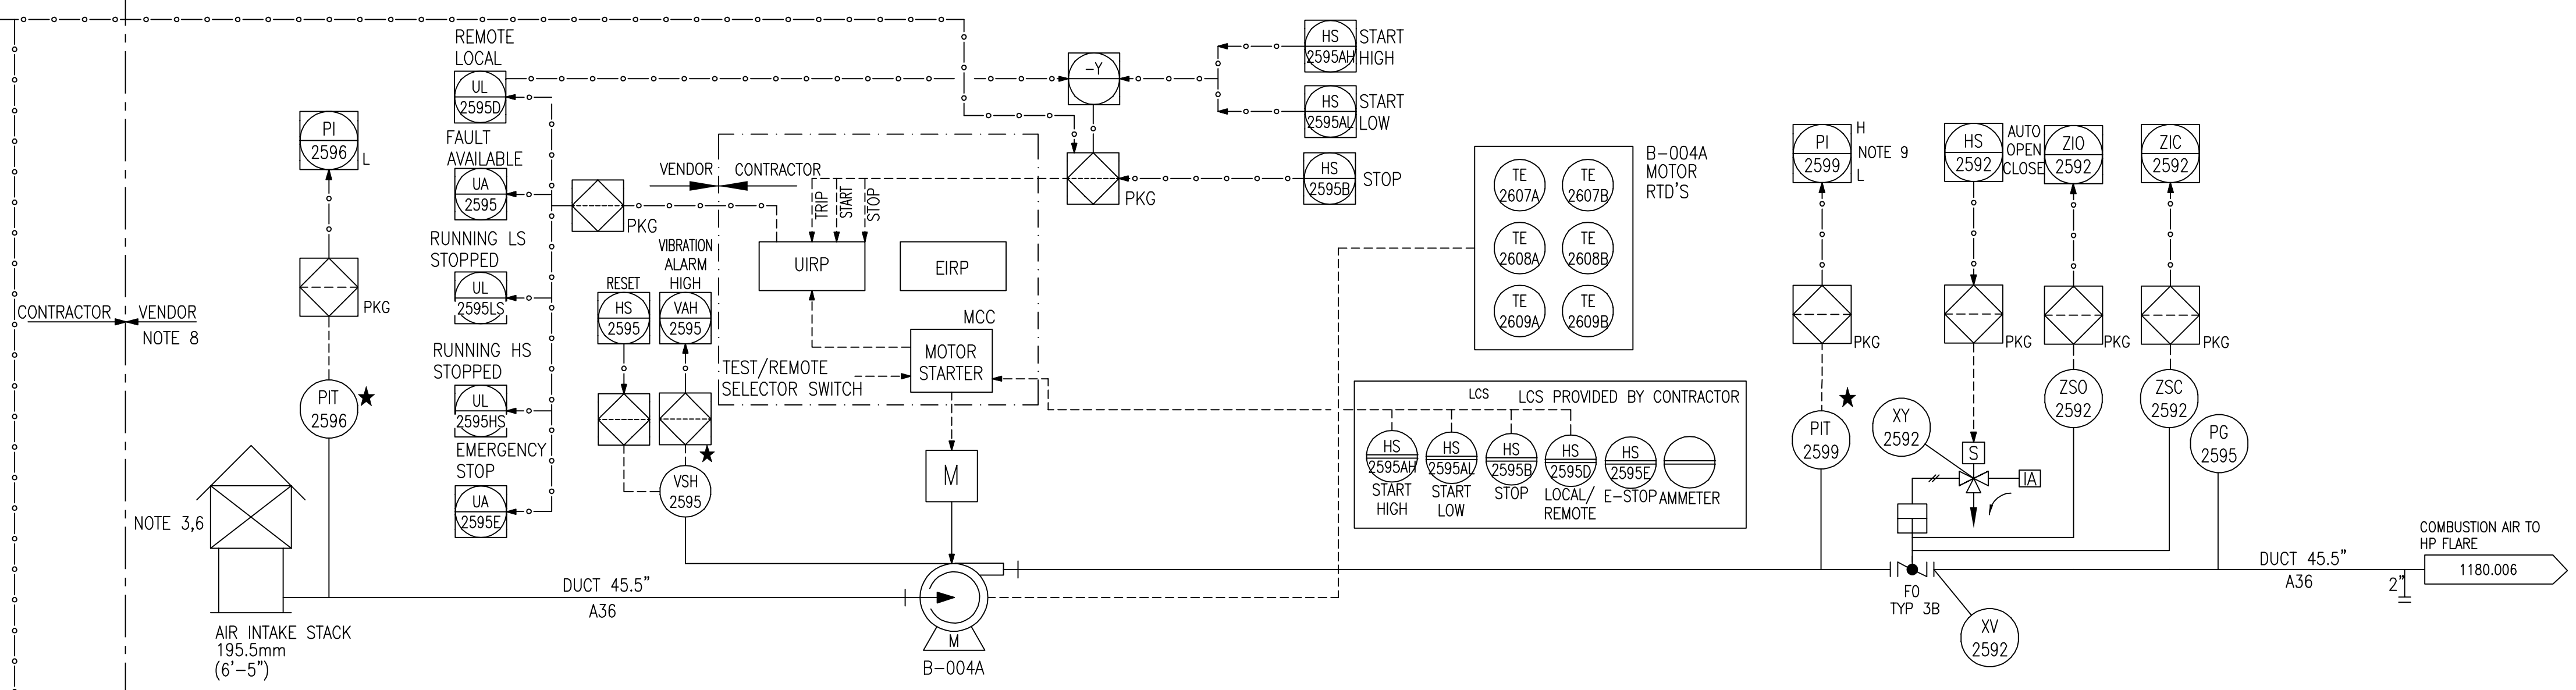 REMOTE
LOCAL
UL
2595D
FAULT
AVAILABLE
UA
2595
RUNNING LS
STOPPED
UL
2595LS
RUNNING HS
STOPPED
UL
2595HS
EMERGENCY
STOP
UA
2595E
CONTRACTOR
VENDOR
NOTE 8
PI
2596
L
PKG
PIT
2596
NOTE 3,6
AIR INTAKE STACK
195.5mm
(6'-5")
DUCT 45.5"
A36
PKG
RESET
HS
2595
VIBRATION
ALARM
HIGH
VAH
2595
VSH
2595
VENDOR
CONTRACTOR
TRIP
START
STOP
UIRP
EIRP
MCC
MOTOR
STARTER
TEST/REMOTE
SELECTOR SWITCH
M
M
B-004A
-Y
PKG
HS
2595AH
START
HIGH
HS
2595AL
START
LOW
HS
2595B
STOP
B-004A
MOTOR
RTD'S
TE
2607A
TE
2607B
TE
2608A
TE
2608B
TE
2609A
TE
2609B
LCS
LCS PROVIDED BY CONTRACTOR
HS
2595AH
START
HIGH
HS
2595AL
START
LOW
HS
2595B
STOP
HS
2595D
LOCAL/
REMOTE
HS
2595E
E-STOP
AMMETER
PI
2599
H
NOTE 9
L
PKG
PIT
2599
HS
2592
AUTO
OPEN
CLOSE
PKG
ZIO
2592
PKG
ZSO
2592
ZIC
2592
PKG
ZSC
2592
XY
2592
S
IA
PG
2595
FO
TYP 3B
XV
2592
DUCT 45.5"
A36
2"
COMBUSTION AIR TO
HP FLARE
1180.006